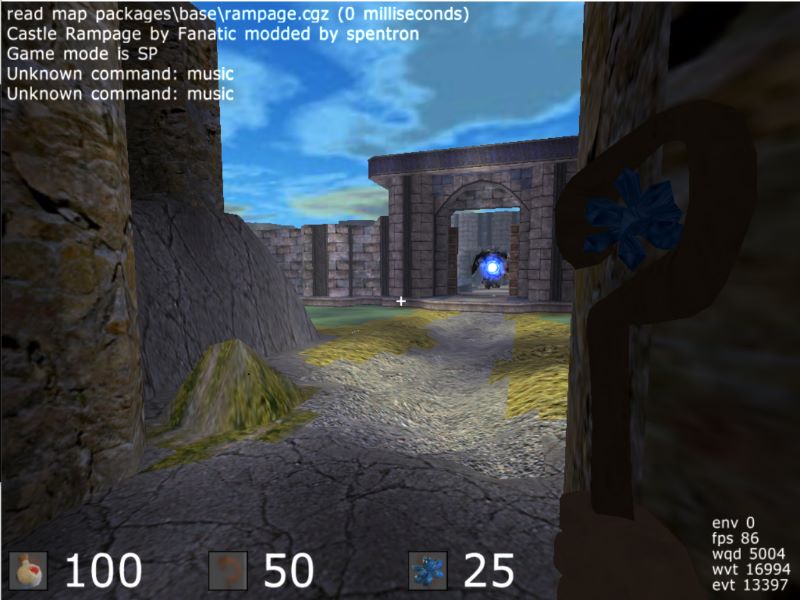 read map packages\base\rampage.cgz (0 milliseconds)
Castle Rampage by Fanatic modded by spentron
Game mode is SP
Unknown command: music
Unknown command: music
env 0
fps 86
wqd 5004
wvt 16994
evt 13397
100 50 25